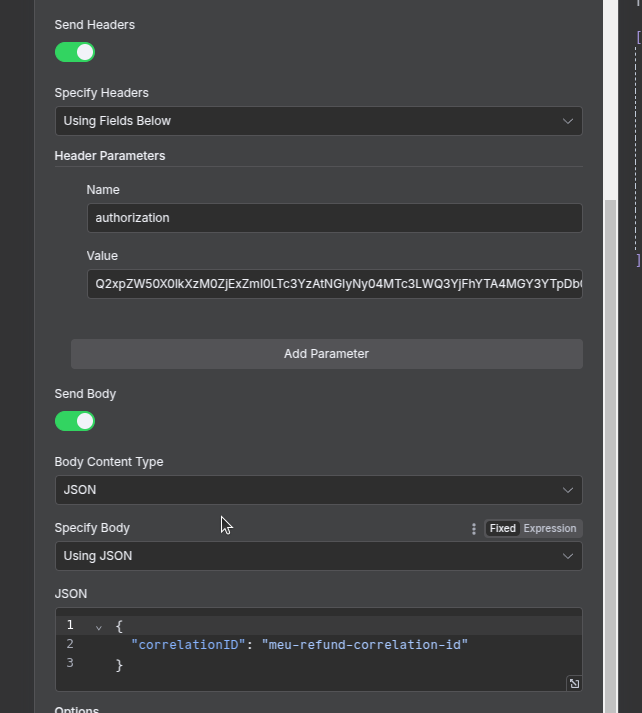 Send Headers
Specify Headers
Using Fields Below
Header Parameters
Name
authorization
Value
Add Parameter
Send Body
Body Content Type
JSON
Specify Body
Fixed Expression
Using JSON
JSON
1 {
2 "correlationID": "meu-refund-correlation-id"
3 }
Options
[
]